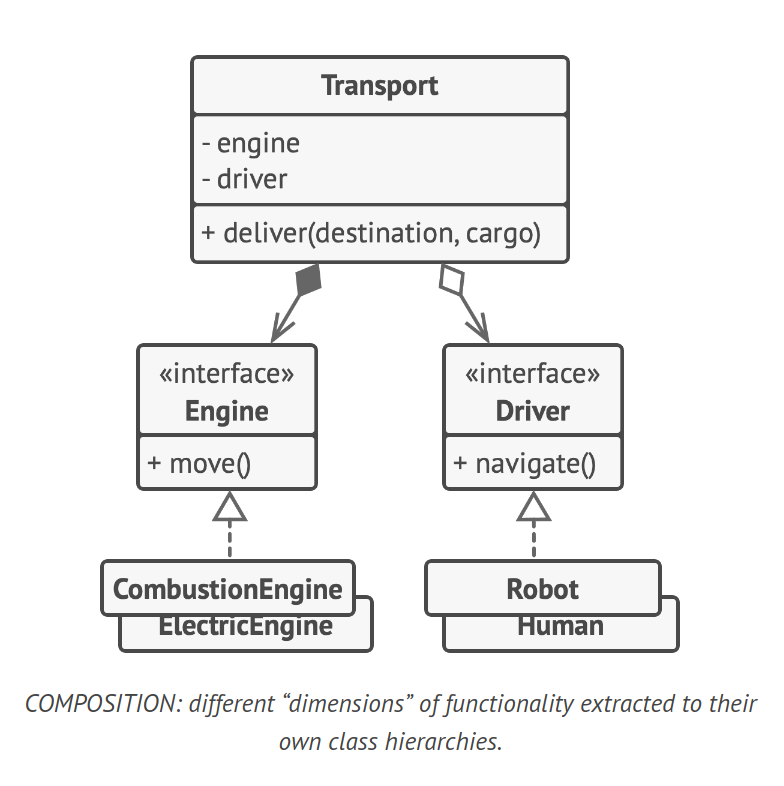 Transport
- engine
- driver
+ deliver(destination, cargo)
«interface»
Engine
+ move()
«interface»
Driver
+ navigate()
CombustionEngine
ElectricEngine
Robot
Human
COMPOSITION: different “dimensions” of functionality extracted to their
own class hierarchies.